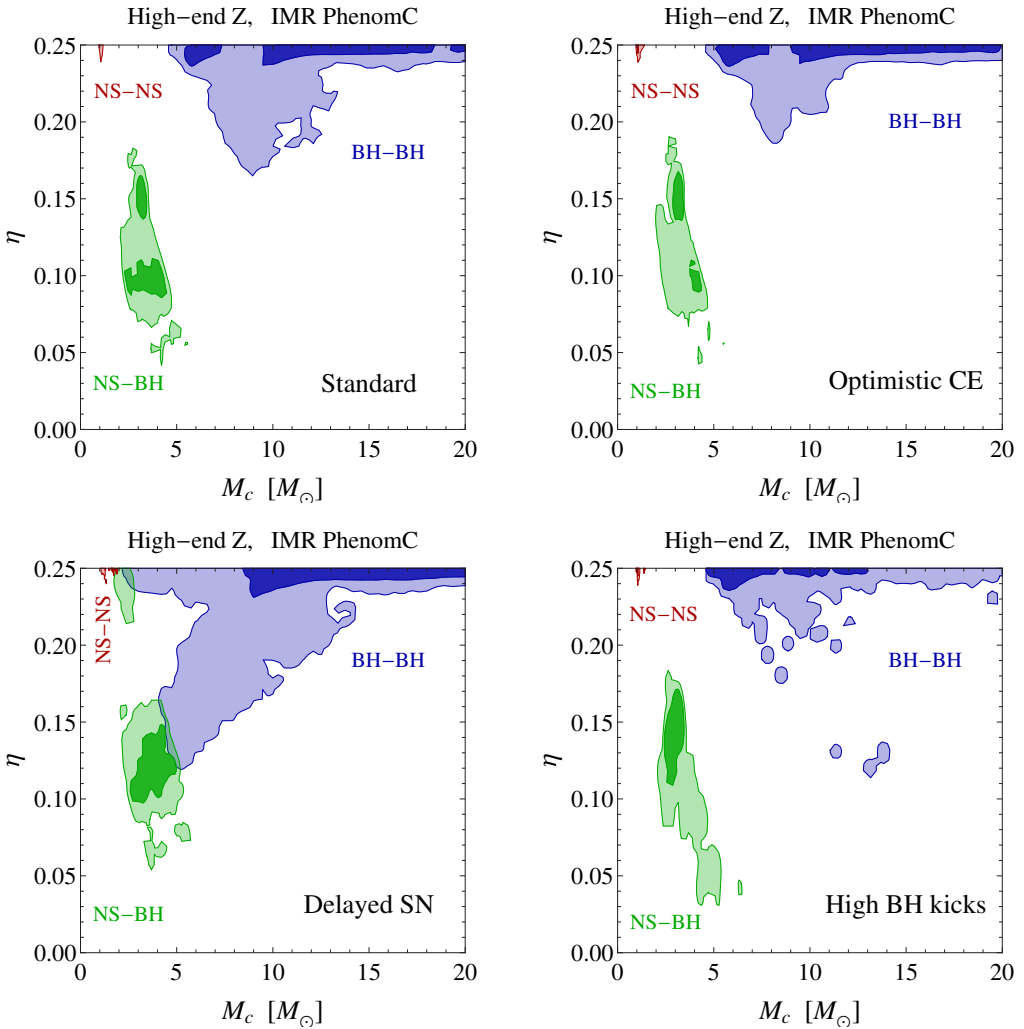 High−end Z, IMR PhenomC
0.25
0.20
0.15
0.10
0.05
0.00
η
NS−NS
BH−BH
NS−BH
Standard
0 5 10 15 20
M_c [M_⊙]
High−end Z, IMR PhenomC
0.25
0.20
0.15
0.10
0.05
0.00
η
NS−NS
BH−BH
NS−BH
Optimistic CE
0 5 10 15 20
M_c [M_⊙]
High−end Z, IMR PhenomC
0.25
0.20
0.15
0.10
0.05
0.00
η
NS−NS
BH−BH
NS−BH
Delayed SN
0 5 10 15 20
M_c [M_⊙]
High−end Z, IMR PhenomC
0.25
0.20
0.15
0.10
0.05
0.00
η
NS−NS
BH−BH
NS−BH
High BH kicks
0 5 10 15 20
M_c [M_⊙]